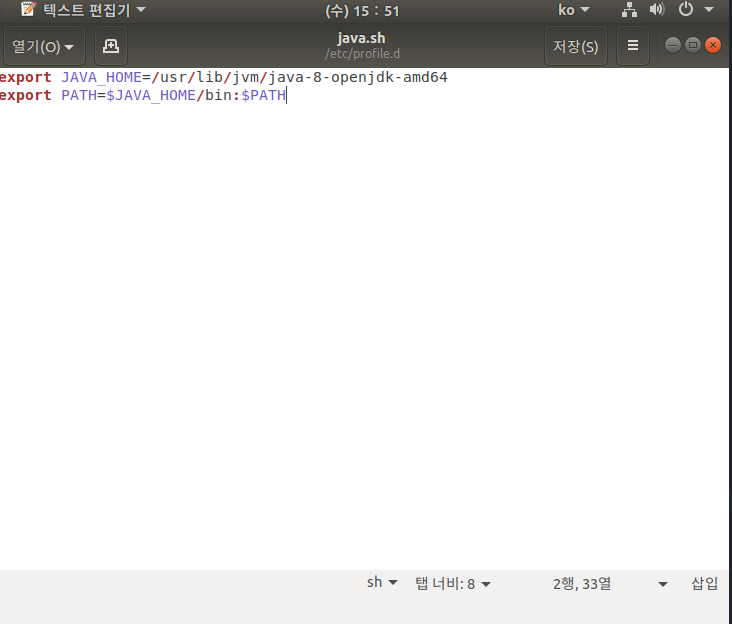 텍스트 편집기
(수) 15 : 51
ko
열기(O)
java.sh
/etc/profile.d
저장(S)
export JAVA_HOME=/usr/lib/jvm/java-8-openjdk-amd64
export PATH=$JAVA_HOME/bin:$PATH
sh
탭 너비: 8
2행, 33열
삽입